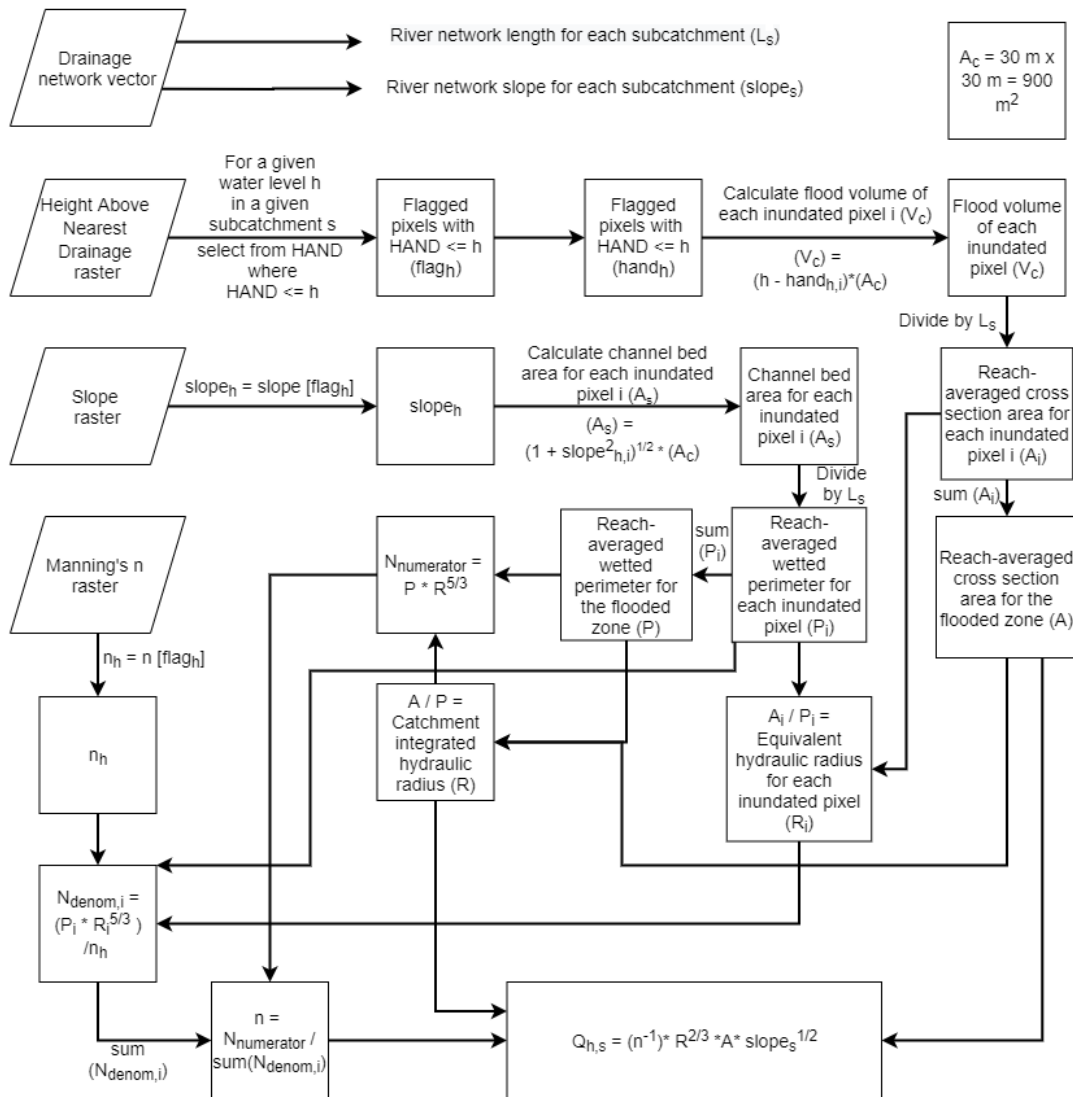 Drainage
network vector
River network length for each subcatchment (Ls)
River network slope for each subcatchment (slopes)
Ac = 30 m x
30 m = 900
m2
Height Above
Nearest
Drainage
raster
For a given
water level h
in a given
subcatchment s
select from HAND
where
HAND <= h
Flagged
pixels with
HAND <= h
(flagh)
Flagged
pixels with
HAND <= h
(handh)
Calculate flood volume of
each inundated pixel i (Vc)
(Vc) =
(h - handh,i)*(Ac)
Flood volume
of each
inundated
pixel (Vc)
Divide by Ls
Slope
raster
slopeh = slope [flagh]
slopeh
Calculate channel bed
area for each inundated
pixel i (As)
(As) =
(1 + slope2h,i)1/2 * (Ac)
Channel bed
area for each
inundated
pixel i (As)
Reach-
averaged cross
section area for
each inundated
pixel i (Ai)
Divide
by Ls
sum (Ai)
Manning's n
raster
Nnumerator =
P * R5/3
Reach-
averaged
wetted
perimeter for
the flooded
zone (P)
sum
(Pi)
Reach-
averaged
wetted
perimeter for
each inundated
pixel (Pi)
Reach-averaged
cross section
area for the
flooded zone (A)
nh = n [flagh]
nh
A / P =
Catchment
integrated
hydraulic
radius (R)
Ai / Pi =
Equivalent
hydraulic radius
for each
inundated pixel
(Ri)
Ndenom,i =
(Pi * Ri5/3 )
/nh
sum
(Ndenom,i)
n =
Nnumerator /
sum(Ndenom,i)
Qh,s = (n-1)* R2/3 *A* slopes1/2